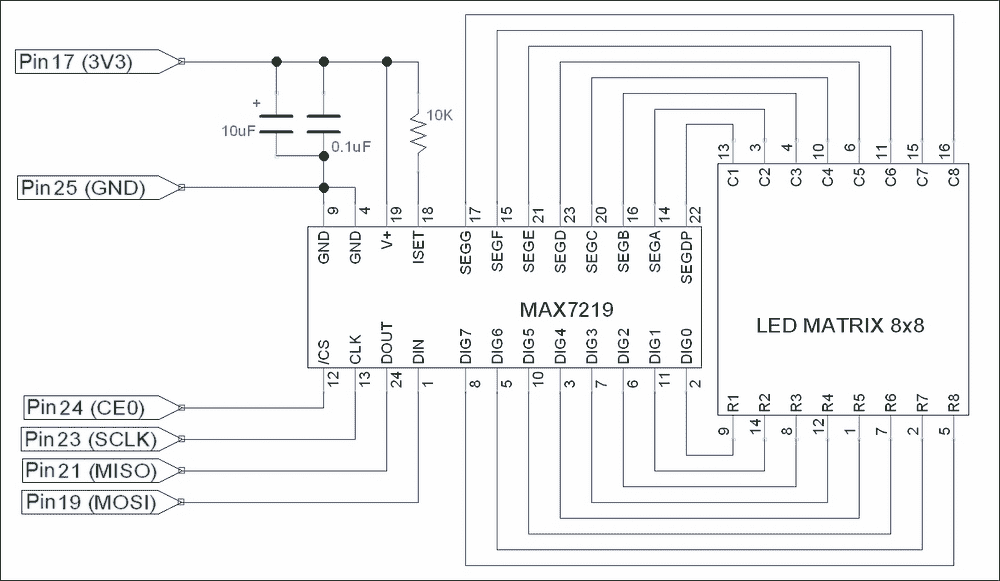 Pin 17 (3V3)
+
10uF
0.1uF
10K
Pin 25 (GND)
9 4 19 18 17 15 21 23 20 16 14 22
GND GND V+ ISET SEGG SEGF SEGE SEGD SEGC SEGB SEGA SEGDP
MAX7219
/CS CLK DOUT DIN DIG7 DIG6 DIG5 DIG4 DIG3 DIG2 DIG1 DIG0
12 13 24 1 8 5 10 3 7 6 11 2
13 3 4 10 6 11 15 16
C1 C2 C3 C4 C5 C6 C7 C8
LED MATRIX 8x8
R1 R2 R3 R4 R5 R6 R7 R8
9 14 8 12 1 7 2 5
Pin 24 (CE0)
Pin 23 (SCLK)
Pin 21 (MISO)
Pin 19 (MOSI)